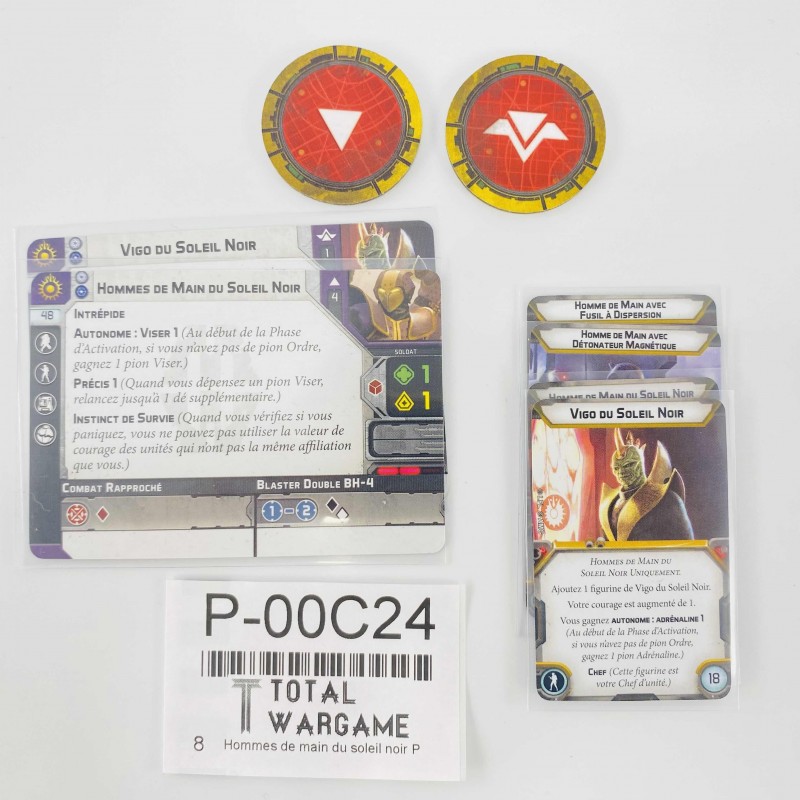 Vigo du Soleil Noir
1
Hommes de Main du Soleil Noir
4
48
Intrépide
Autonome : Viser 1 (Au début de la Phase
d'Activation, si vous n'avez pas de pion Ordre,
gagnez 1 pion Viser.)
Précis 1 (Quand vous dépensez un pion Viser,
relancez jusqu'à 1 dé supplémentaire.)
Instinct de Survie (Quand vous vérifiez si vous
paniquez, vous ne pouvez pas utiliser la valeur de
courage des unités qui n'ont pas la même affiliation
que vous.)
Soldat
1
1
Combat Rapproché
Blaster Double BH-4
1-2
Homme de Main avec
Fusil à Dispersion
Homme de Main avec
Détonateur Magnétique
Hommes de Main du Soleil Noir
Vigo du Soleil Noir
Hommes de Main du
Soleil Noir Uniquement.
Ajoutez 1 figurine de Vigo du Soleil Noir.
Votre courage est augmenté de 1.
Vous gagnez autonome : adrénaline 1
(Au début de la Phase d'Activation,
si vous n'avez pas de pion Ordre,
gagnez 1 pion Adrénaline.)
Chef (Cette figurine est
votre Chef d'unité.)
18
P-00C24
TOTAL
WARGAME
8 Hommes de main du soleil noir P